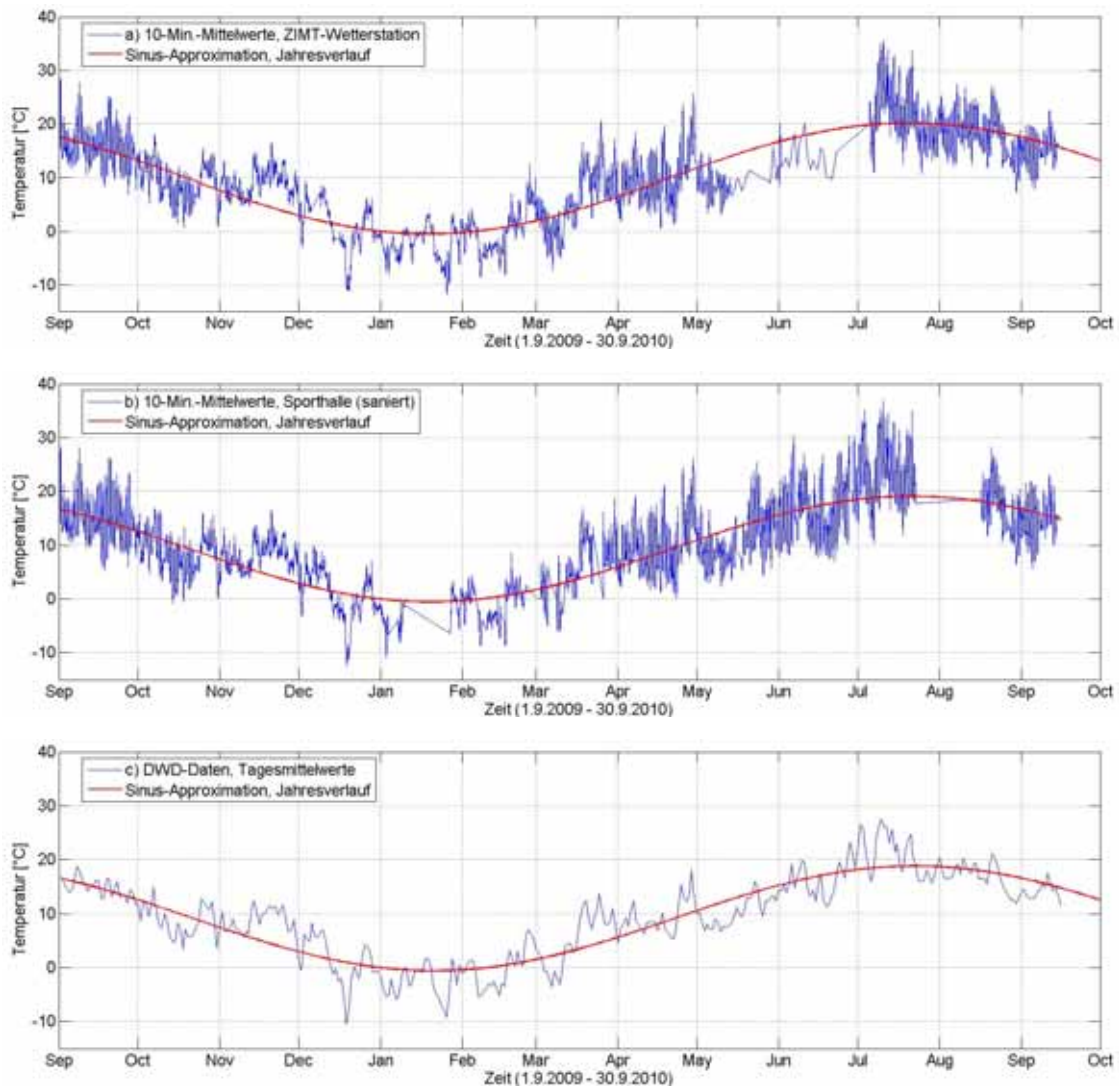 40
a) 10-Min.-Mittelwerte, ZIMT-Wetterstation
Sinus-Approximation, Jahresverlauf
30
20
10
0
-10
Temperatur [°C]
Sep Oct Nov Dec Jan Feb Mar Apr May Jun Jul Aug Sep Oct
Zeit (1.9.2009 - 30.9.2010)
40
b) 10-Min.-Mittelwerte, Sporthalle (saniert)
Sinus-Approximation, Jahresverlauf
30
20
10
0
-10
Temperatur [°C]
Sep Oct Nov Dec Jan Feb Mar Apr May Jun Jul Aug Sep Oct
Zeit (1.9.2009 - 30.9.2010)
40
c) DWD-Daten, Tagesmittelwerte
Sinus-Approximation, Jahresverlauf
30
20
10
0
-10
Temperatur [°C]
Sep Oct Nov Dec Jan Feb Mar Apr May Jun Jul Aug Sep Oct
Zeit (1.9.2009 - 30.9.2010)